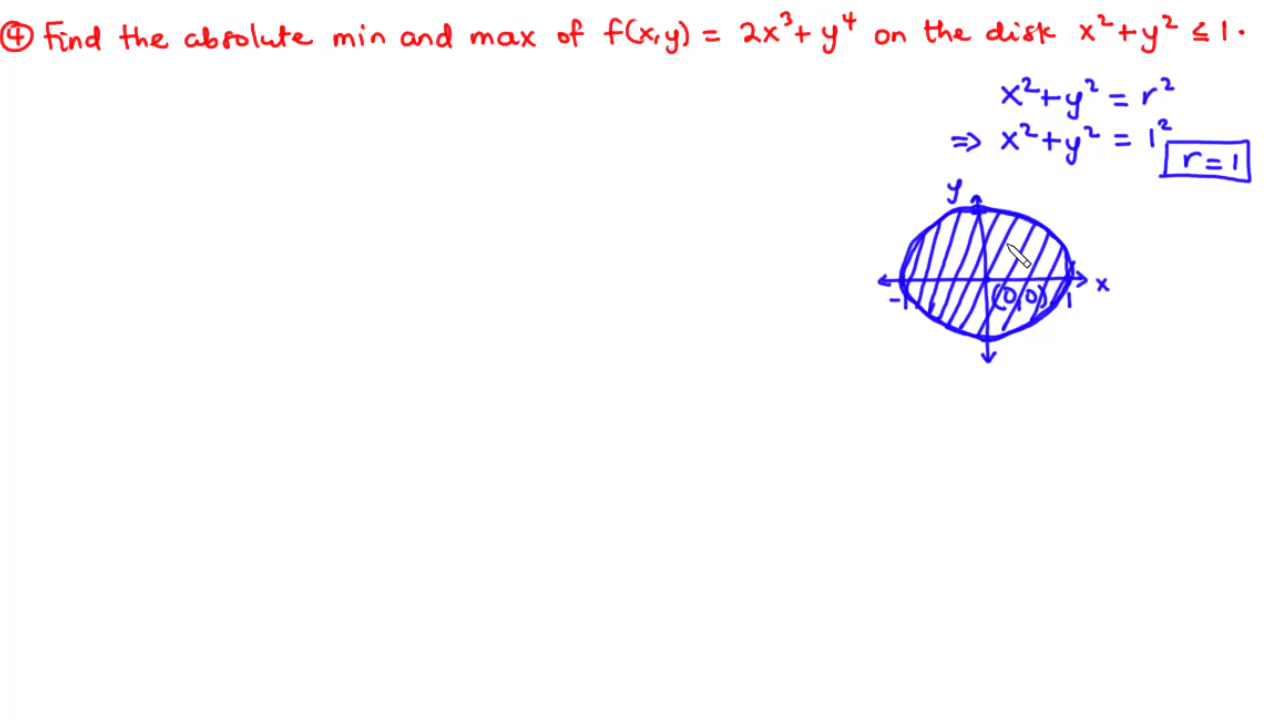 ④ Find the absolute min and max of f(x,y) = 2x³ + y⁴ on the disk x² + y² ≤ 1.
x² + y² = r²
⇒ x² + y² = 1²
r = 1
y
x
-1 (0,0) 1